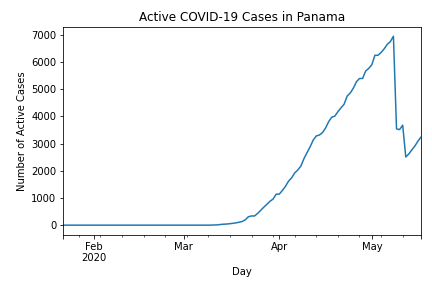 Active COVID-19 Cases in Panama
7000
6000
5000
4000
3000
2000
1000
0
Number of Active Cases
Feb
2020
Mar
Apr
May
Day